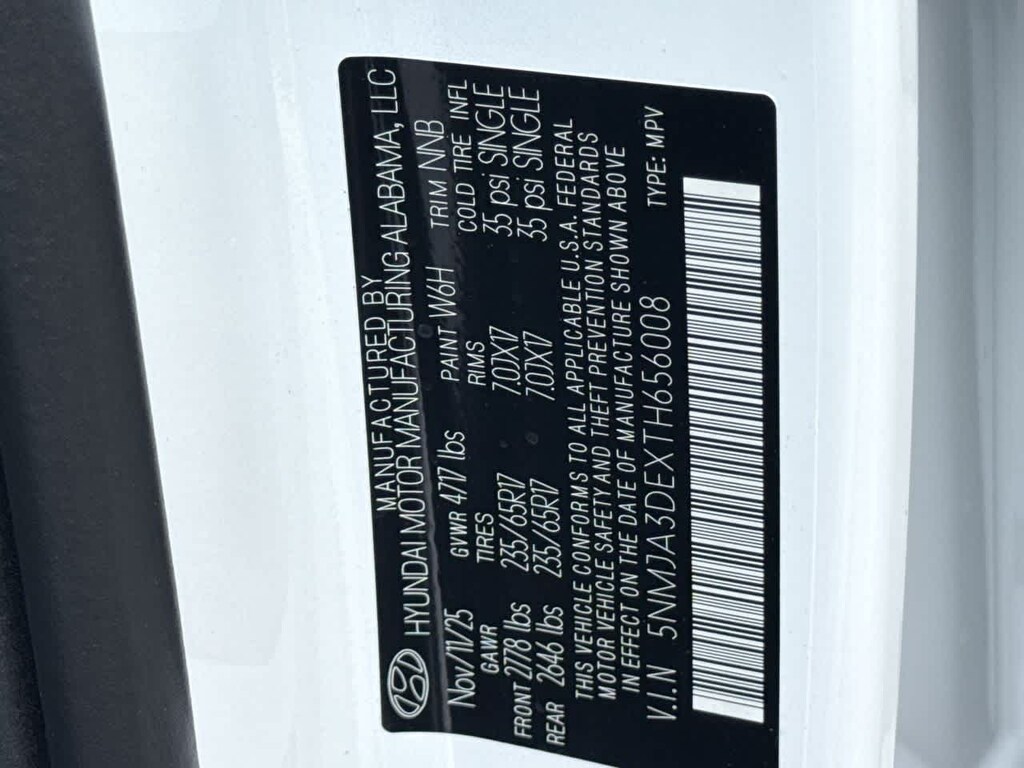 MANUFACTURED BY
HYUNDAI MOTOR MANUFACTURING ALABAMA, LLC
Nov/11/25 GVWR 4717 lbs PAINT W6H TRIM NNB
GAWR TIRES RIMS COLD TIRE INFL
FRONT 2778 lbs 235/65R17 7.0JX17 35 psi SINGLE
REAR 2646 lbs 235/65R17 7.0JX17 35 psi SINGLE
THIS VEHICLE CONFORMS TO ALL APPLICABLE U.S.A. FEDERAL
MOTOR VEHICLE SAFETY AND THEFT PREVENTION STANDARDS
IN EFFECT ON THE DATE OF MANUFACTURE SHOWN ABOVE
V.I.N 5NMJA3DEXTH656008 TYPE: MPV